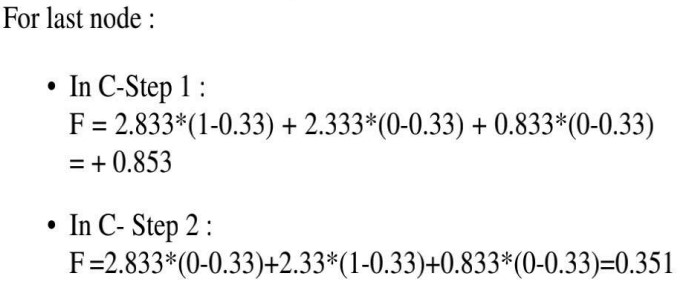 For last node :
• In C-Step 1 :
F = 2.833*(1-0.33) + 2.333*(0-0.33) + 0.833*(0-0.33)
= + 0.853
• In C- Step 2 :
F =2.833*(0-0.33)+2.33*(1-0.33)+0.833*(0-0.33)=0.351